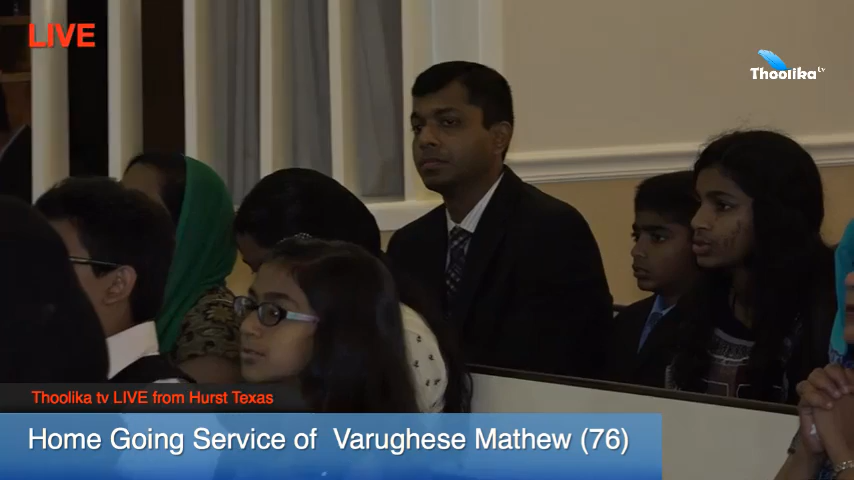 LIVE
Thoolika tv
Thoolika tv LIVE from Hurst Texas
Home Going Service of Varughese Mathew (76)